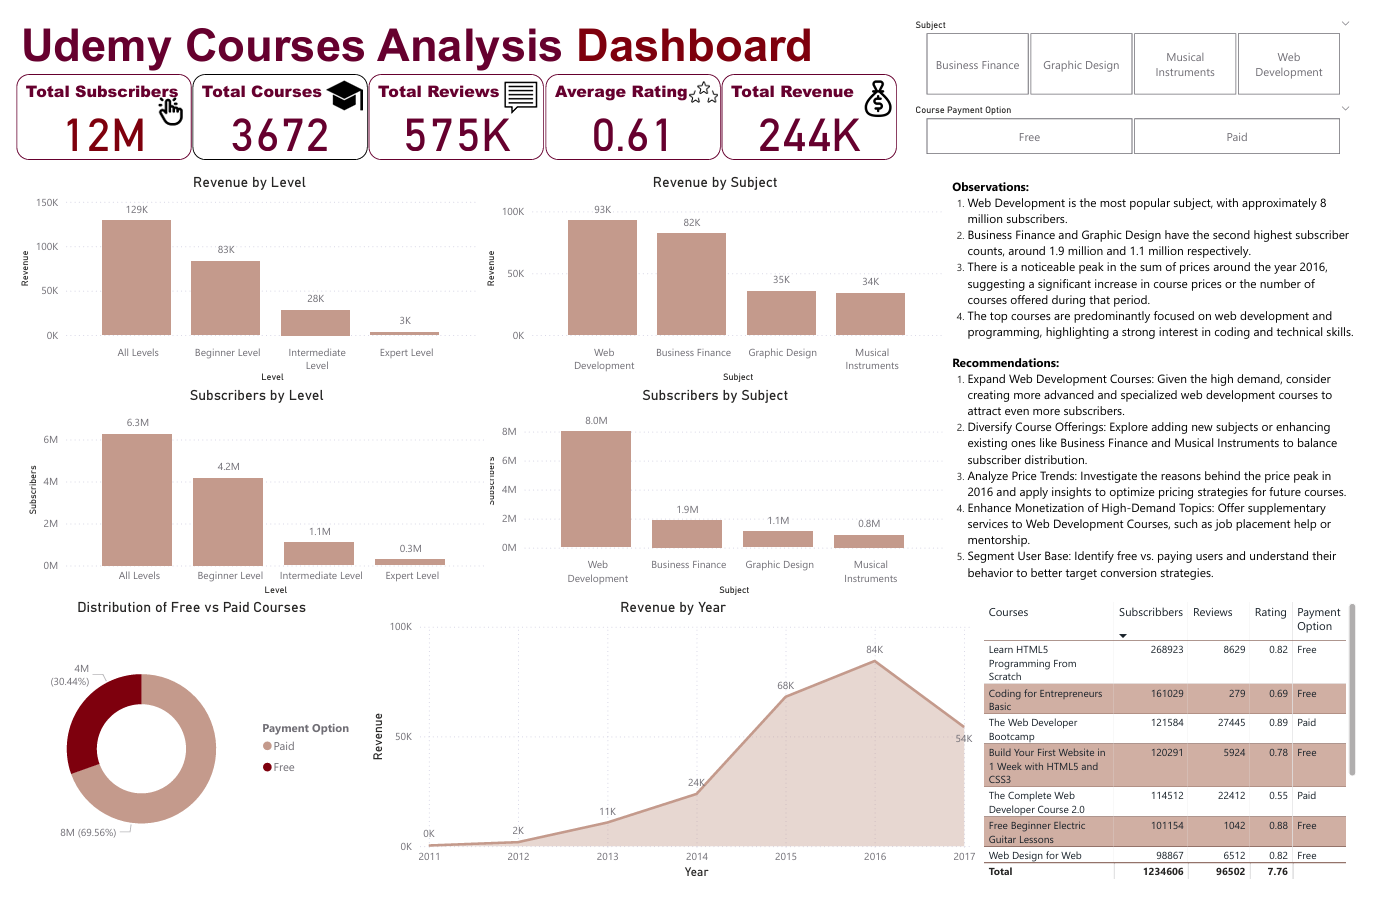 Udemy Courses Analysis Dashboard
Total Subscribers
12M
Total Courses
3672
Total Reviews
575K
Average Rating
0.61
Total Revenue
244K
Subject
Business Finance
Graphic Design
Musical
Instruments
Web
Development
Course Payment Option
Free
Paid
Revenue by Level
Revenue
150K
100K
50K
0K
129K
83K
28K
3K
All Levels
Beginner Level
Intermediate
Level
Expert Level
Level
Revenue by Subject
Revenue
100K
50K
0K
93K
82K
35K
34K
Web
Development
Business Finance
Graphic Design
Musical
Instruments
Subject
Observations:
1. Web Development is the most popular subject, with approximately 8
million subscribers.
2. Business Finance and Graphic Design have the second highest subscriber
counts, around 1.9 million and 1.1 million respectively.
3. There is a noticeable peak in the sum of prices around the year 2016,
suggesting a significant increase in course prices or the number of
courses offered during that period.
4. The top courses are predominantly focused on web development and
programming, highlighting a strong interest in coding and technical skills.
Recommendations:
1. Expand Web Development Courses: Given the high demand, consider
creating more advanced and specialized web development courses to
attract even more subscribers.
2. Diversify Course Offerings: Explore adding new subjects or enhancing
existing ones like Business Finance and Musical Instruments to balance
subscriber distribution.
3. Analyze Price Trends: Investigate the reasons behind the price peak in
2016 and apply insights to optimize pricing strategies for future courses.
4. Enhance Monetization of High-Demand Topics: Offer supplementary
services to Web Development Courses, such as job placement help or
mentorship.
5. Segment User Base: Identify free vs. paying users and understand their
behavior to better target conversion strategies.
Subscribers by Level
Subscribers
6M
4M
2M
0M
6.3M
4.2M
1.1M
0.3M
All Levels
Beginner Level
Intermediate Level
Expert Level
Level
Subscribers by Subject
Subscribers
8M
6M
4M
2M
0M
8.0M
1.9M
1.1M
0.8M
Web
Development
Business Finance
Graphic Design
Musical
Instruments
Subject
Distribution of Free vs Paid Courses
4M
(30.44%)
8M (69.56%)
Payment Option
Paid
Free
Revenue by Year
Revenue
100K
50K
0K
0K
2K
11K
24K
68K
84K
54K
2011
2012
2013
2014
2015
2016
2017
Year
Courses Subscribbers Reviews Rating Payment
Option
Learn HTML5 268923 8629 0.82 Free
Programming From
Scratch
Coding for Entrepreneurs 161029 279 0.69 Free
Basic
The Web Developer 121584 27445 0.89 Paid
Bootcamp
Build Your First Website in 120291 5924 0.78 Free
1 Week with HTML5 and
CSS3
The Complete Web 114512 22412 0.55 Paid
Developer Course 2.0
Free Beginner Electric 101154 1042 0.88 Free
Guitar Lessons
Web Design for Web 98867 6512 0.82 Free
Total 1234606 96502 7.76